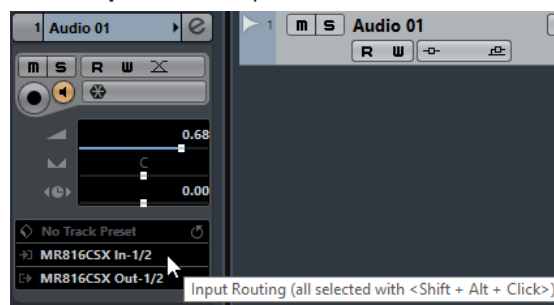 1 Audio 01 e
1 m s Audio 01
R W
m s R W
0.68
C
0.00
No Track Preset
MR816CSX In-1/2
MR816CSX Out-1/2
Input Routing (all selected with <Shift + Alt + Click>)